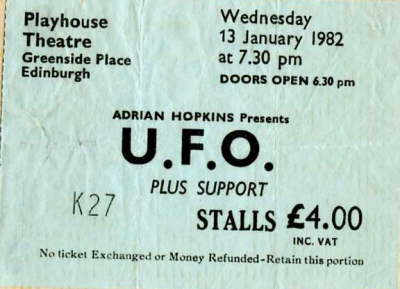 Playhouse
Theatre
Greenside Place
Edinburgh
Wednesday
13 January 1982
at 7.30 pm
DOORS OPEN 6.30 pm
ADRIAN HOPKINS Presents
U.F.O.
PLUS SUPPORT
K27
STALLS £4.00
INC. VAT
No ticket Exchanged or Money Refunded-Retain this portion